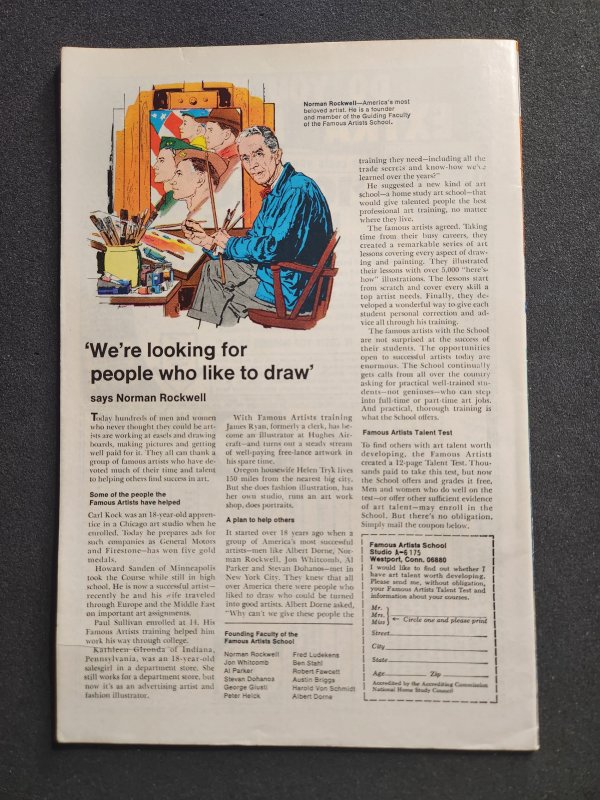 Norman Rockwell—America's most
beloved artist. He is a founder
and member of the Guiding Faculty
of the Famous Artists School.
'We're looking for
people who like to draw'
says Norman Rockwell
Today hundreds of men and women
who never thought they could be art-
ists are working at easels and drawing
boards, making pictures and getting
well paid for it. They all can thank a
group of famous artists who have de-
voted much of their time and talent
to helping others find success in art.
Some of the people the
Famous Artists have helped
Carl Kock was an 18-year-old appren-
tice in a Chicago art studio when he
enrolled. Today he prepares ads for
such companies as General Motors
and Firestone—has won five gold
medals.
Howard Sanden of Minneapolis
took the Course while still in high
school. He is now a successful artist—
recently he and his wife traveled
through Europe and the Middle East
on important art assignments.
Paul Sullivan enrolled at 14. His
Famous Artists training helped him
work his way through college.
Kathleen Gfronda of Indiana,
Pennsylvania, was an 18-year-old
salesgirl in a department store. She
still works for a department store, but
now it's as an advertising artist and
fashion illustrator.
With Famous Artists training
James Ryan, formerly a clerk, has be-
come an illustrator at Hughes Air-
craft—and turns out a steady stream
of well-paying free-lance artwork in
his spare time.
Oregon housewife Helen Tryk lives
150 miles from the nearest big city.
But she does fashion illustration, has
her own studio, runs an art work
shop, does portraits.
A plan to help others
It started over 18 years ago when a
group of America's most successful
artists—men like Albert Dorne, Nor-
man Rockwell, Jon Whitcomb, Al
Parker and Stevan Dohanos—met in
New York City. They knew that all
over America there were people who
liked to draw who could be turned
into good artists. Albert Dorne asked,
"Why can't we give these people the
Founding Faculty of the
Famous Artists School
Norman Rockwell
Jon Whitcomb
Al Parker
Stevan Dohanos
George Giusti
Peter Helck
Fred Ludekens
Ben Stahl
Robert Fawcett
Austin Briggs
Harold Von Schmidt
Albert Dorne
training they need—including all the
trade secrets and know-how we've
learned over the years?"
He suggested a new kind of art
school—a home study art school—that
would give talented people the best
professional art training, no matter
where they live.
The famous artists agreed. Taking
time from their busy careers, they
created a remarkable series of art
lessons covering every aspect of draw-
ing and painting. They illustrated
their lessons with over 5,000 "here's-
how" illustrations. The lessons start
from scratch and cover every skill a
top artist needs. Finally, they de-
veloped a wonderful way to give each
student personal correction and ad-
vice all through his training.
The famous artists with the School
are not surprised at the success of
their students. The opportunities
open to successful artists today are
enormous. The School continually
gets calls from all over the country
asking for practical well-trained stu-
dents—not geniuses—who can step
into full-time or part-time art jobs.
And practical, thorough training is
what the School offers.
Famous Artists Talent Test
To find others with art talent worth
developing, the Famous Artists
created a 12-page Talent Test. Thou-
sands paid to take this test, but now
the School offers and grades it free.
Men and women who do well on the
test—or offer other sufficient evidence
of art talent—may enroll in the
School. But there's no obligation.
Simply mail the coupon below.
Famous Artists School
Studio A-6175
Westport, Conn. 06880
I would like to find out whether I
have art talent worth developing.
Please send me, without obligation,
your Famous Artists Talent Test and
information about your courses.
Mr.
Mrs.
Miss
← Circle one and please print
Street
City
State
Age Zip
Accredited by the Accrediting Commission
National Home Study Council